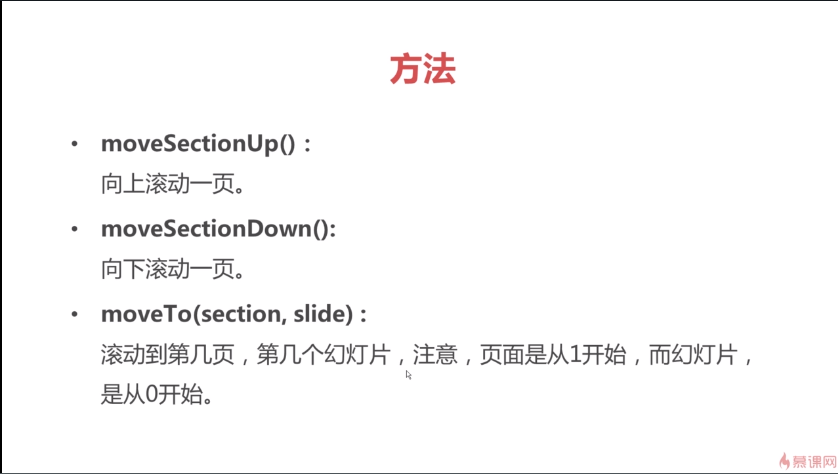 方法
• moveSectionUp()：
向上滚动一页。
• moveSectionDown():
向下滚动一页。
• moveTo(section, slide)：
滚动到第几页，第几个幻灯片，注意，页面是从1开始，而幻灯片，
是从0开始。
慕课网